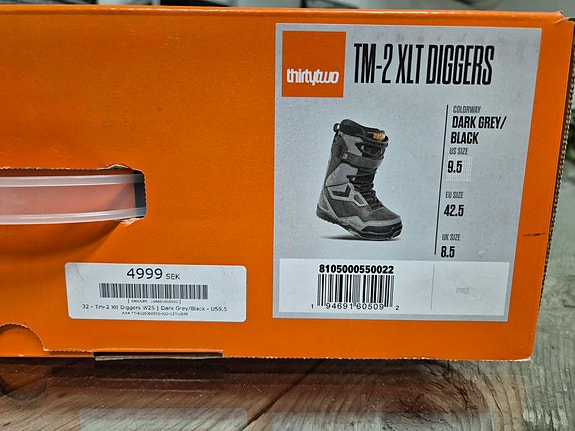 thirtytwo
TM-2 XLT DIGGERS
COLORWAY
DARK GREY/
BLACK
US SIZE
9.5
EU SIZE
42.5
UK SIZE
8.5
8105000550022
1 94691 60509 2
PRICE
4999 SEK
32 - Tm-2 Xlt Diggers W25 | Dark Grey/Black - US9.5